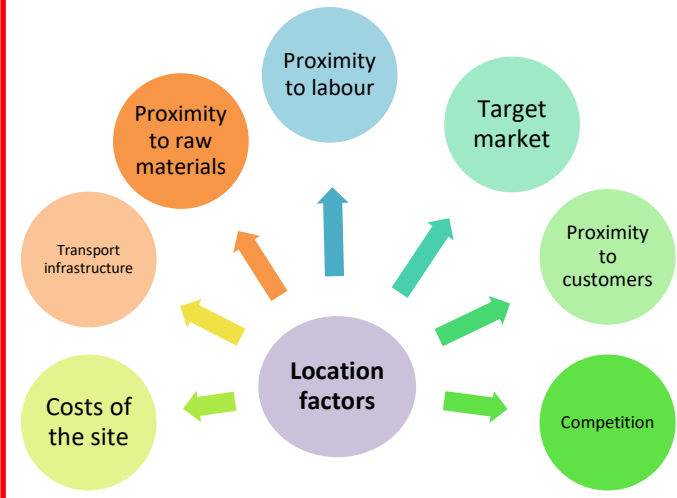 Proximity
to labour
Target
market
Proximity
to raw
materials
Proximity
to
customers
Transport
infrastructure
Location
factors
Costs of
the site
Competition